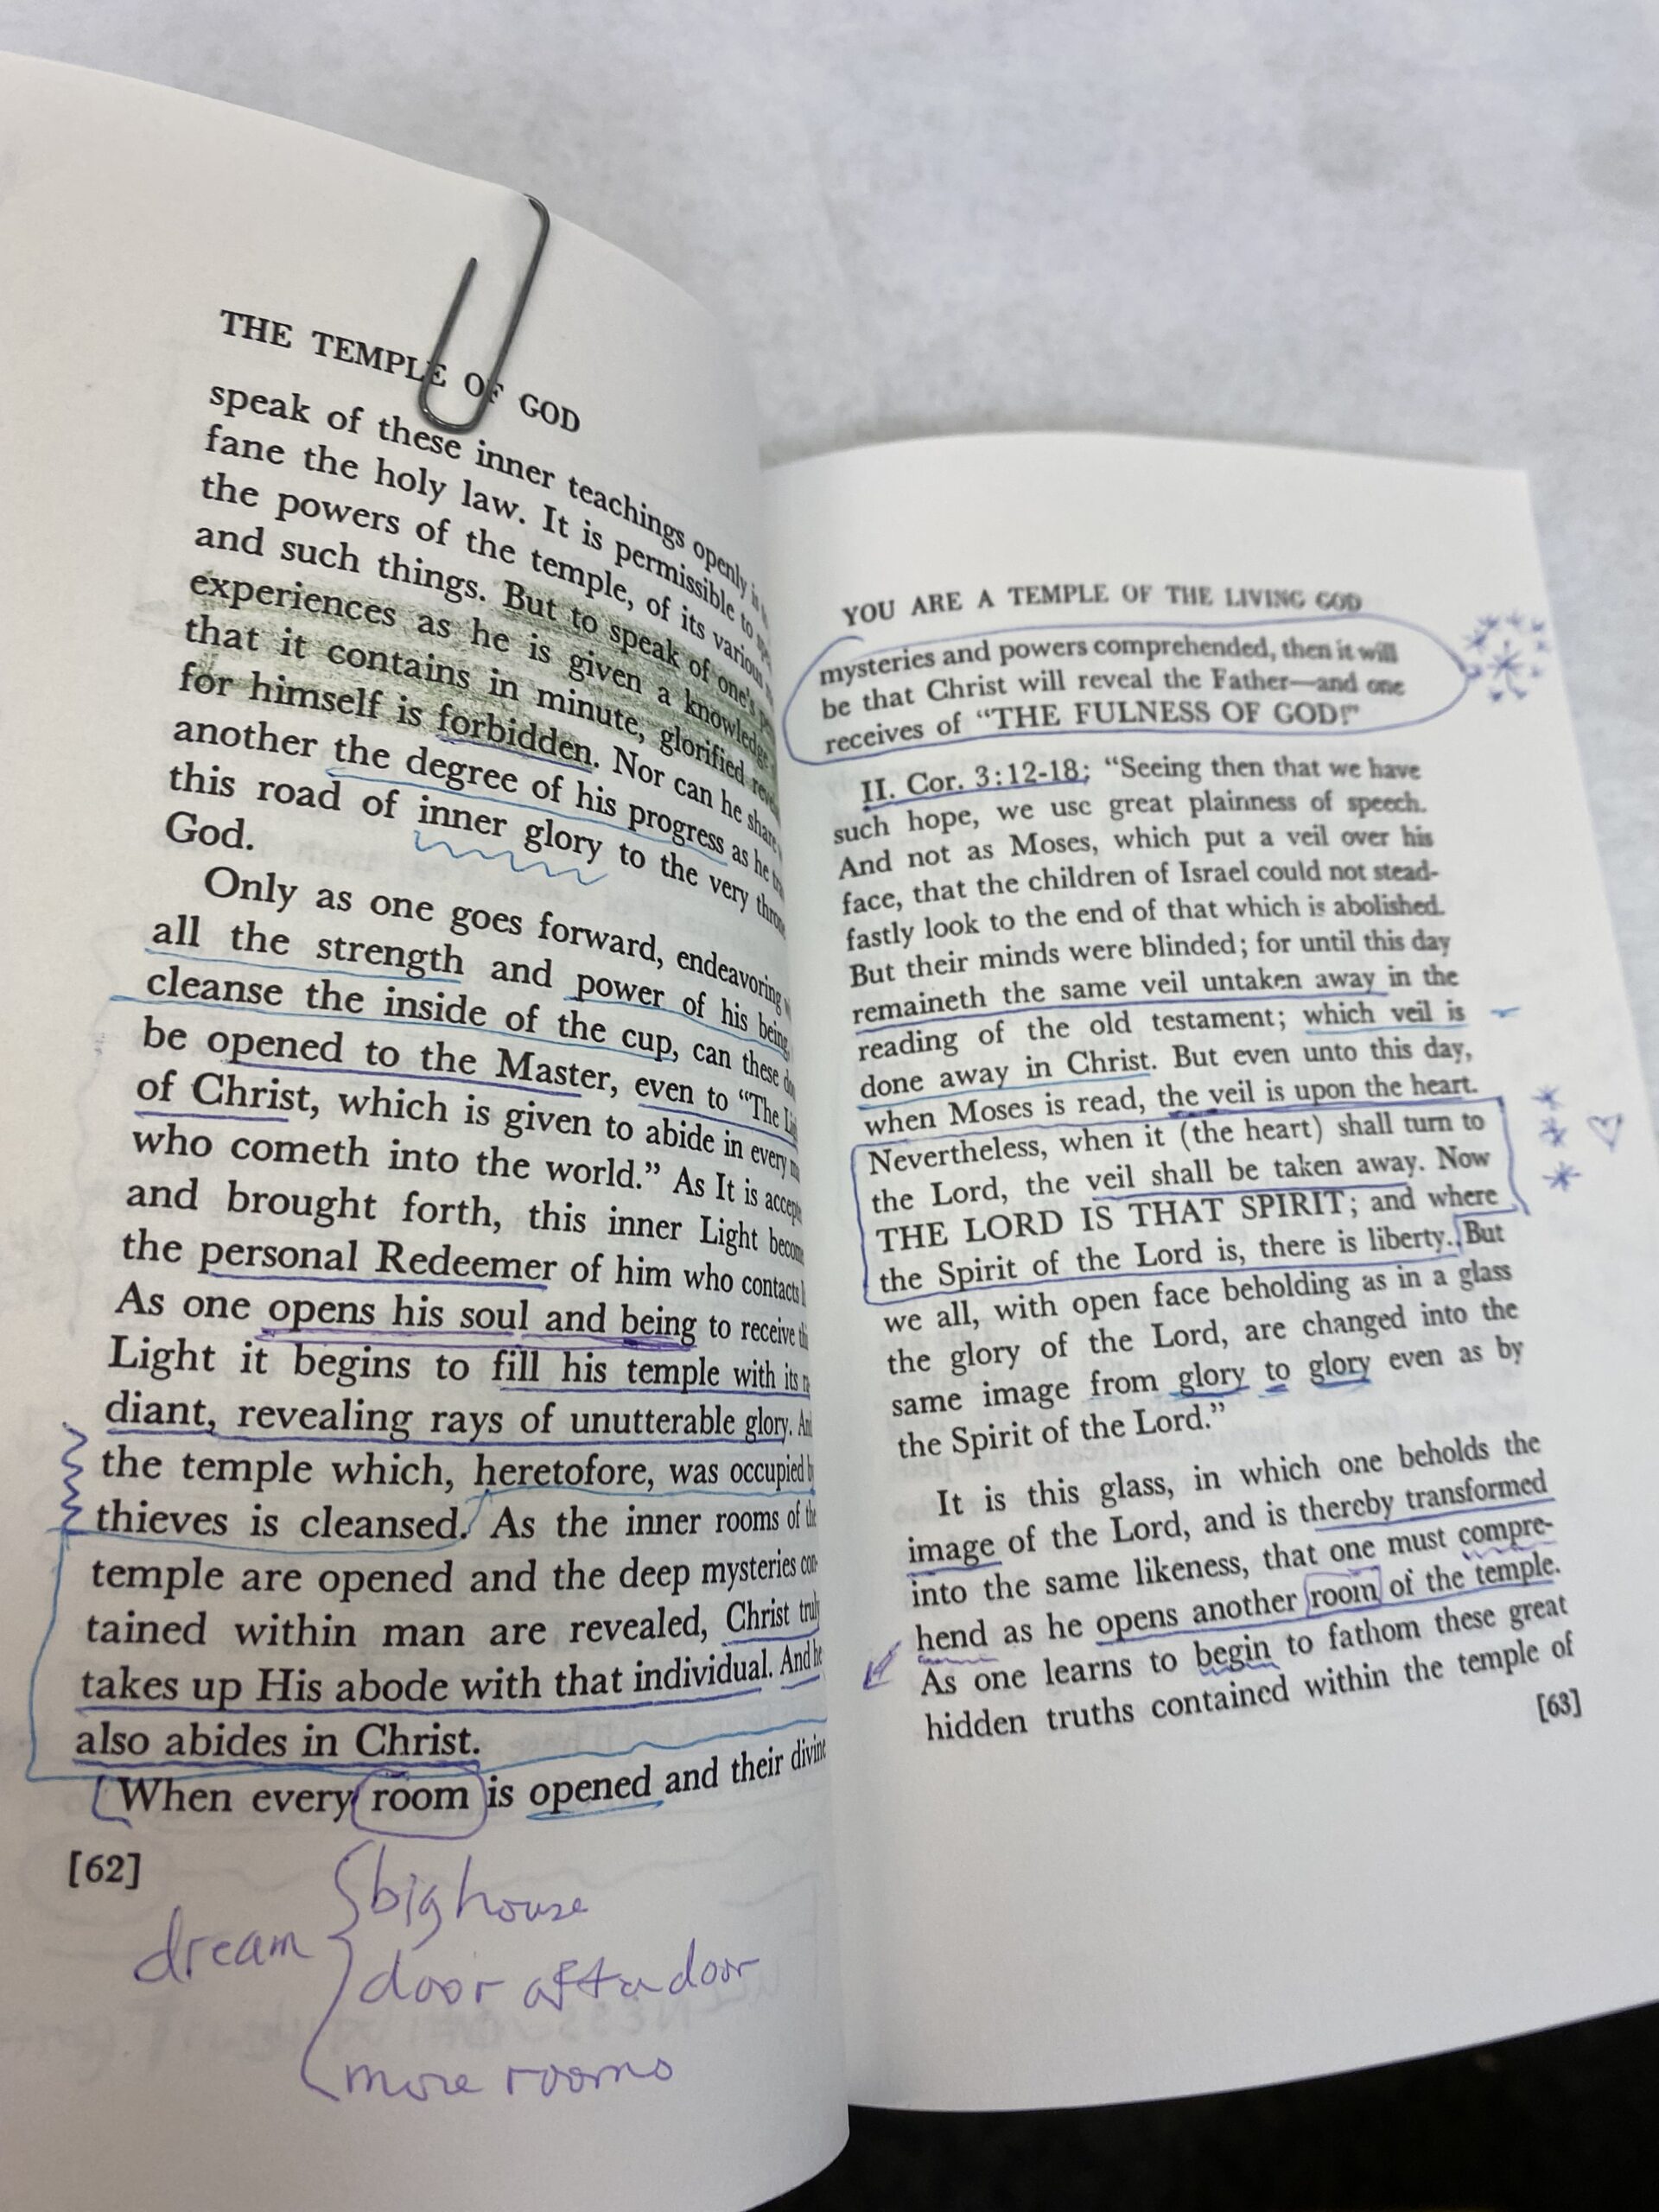 THE TEMPLE OF GOD
speak of these inner teachings openly is
fane the holy law. It is permissible to
the powers of the temple, of its various
and such things. But to speak of one's
experiences as he is given a knowledge
that it contains in minute, glorified
for himself is forbidden. Nor can he share
another the degree of his progress as he
this road of inner glory to the very
God.
Only as one goes forward, endeavoring
all the strength and power of his being,
cleanse the inside of the cup, can these
be opened to the Master, even to "The
of Christ, which is given to abide in every
who cometh into the world." As It is
and brought forth, this inner Light
the personal Redeemer of him who contacts
As one opens his soul and being to receive
Light it begins to fill his temple with its
diant, revealing rays of unutterable glory.
the temple which, heretofore, was occupied
thieves is cleansed. As the inner rooms of the
temple are opened and the deep mysteries con-
tained within man are revealed, Christ
takes up His abode with that individual. And he
also abides in Christ.
When every room is opened and their divine
[62]
dream
big house
door after door
more rooms
YOU ARE A TEMPLE OF THE LIVING GOD
mysteries and powers comprehended, then it will
be that Christ will reveal the Father—and one
receives of "THE FULNESS OF GOD!"
II. Cor. 3:12-18; "Seeing then that we have
such hope, we use great plainness of speech.
And not as Moses, which put a veil over his
face, that the children of Israel could not stead-
fastly look to the end of that which is abolished.
But their minds were blinded; for until this day
remaineth the same veil untaken away in the
reading of the old testament; which veil is
done away in Christ. But even unto this day,
when Moses is read, the veil is upon the heart.
Nevertheless, when it (the heart) shall turn to
the Lord, the veil shall be taken away. Now
THE LORD IS THAT SPIRIT; and where
the Spirit of the Lord is, there is liberty. But
we all, with open face beholding as in a glass
the glory of the Lord, are changed into the
same image from glory to glory even as by
the Spirit of the Lord."
It is this glass, in which one beholds the
image of the Lord, and is thereby transformed
into the same likeness, that one must compre-
hend as he opens another room of the temple.
As one learns to begin to fathom these great
hidden truths contained within the temple of
[63]